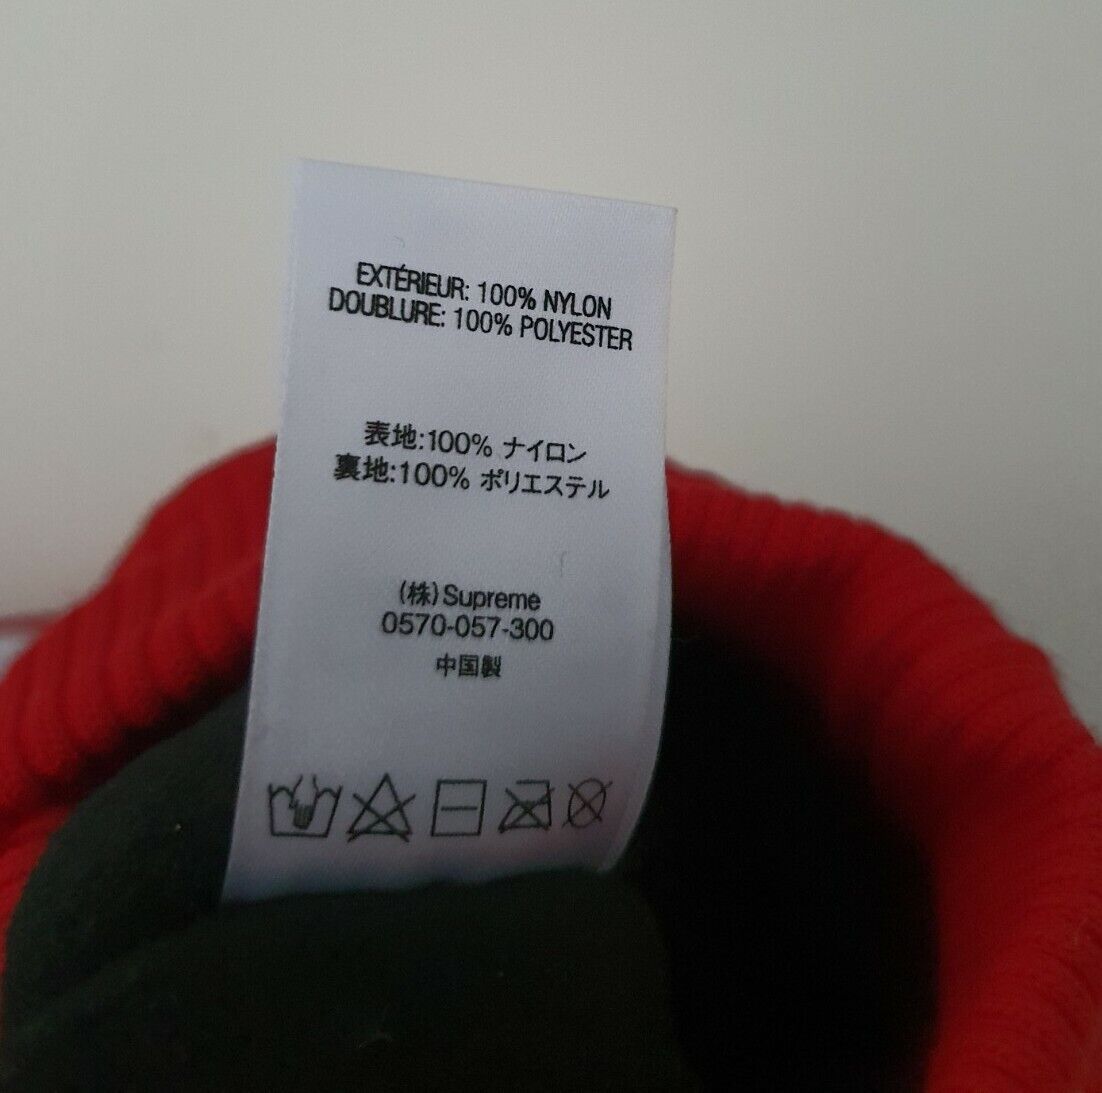 EXTÉRIEUR: 100% NYLON
DOUBLURE: 100% POLYESTER
表地:100% ナイロン
裏地:100% ポリエステル
(株)Supreme
0570-057-300
中国製